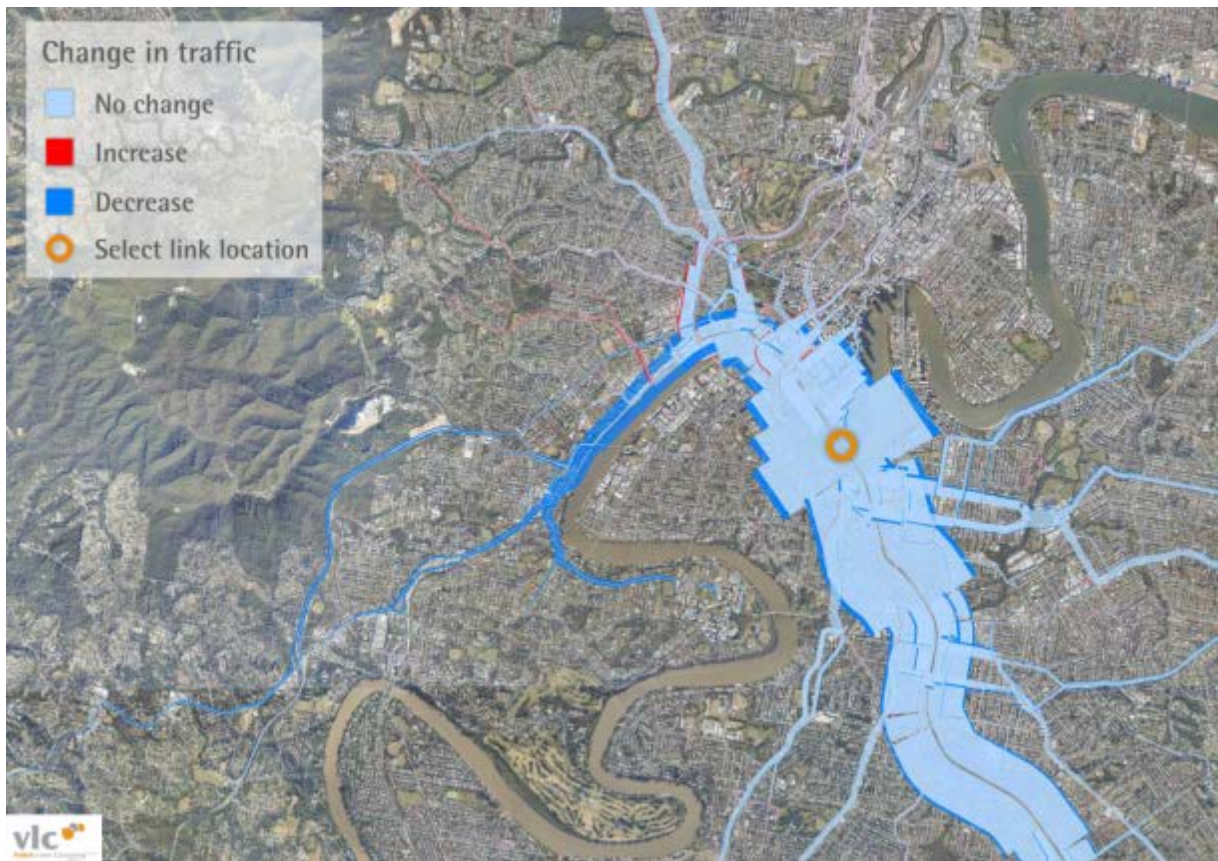 Change in traffic
No change
Increase
Decrease
Select link location
vlc